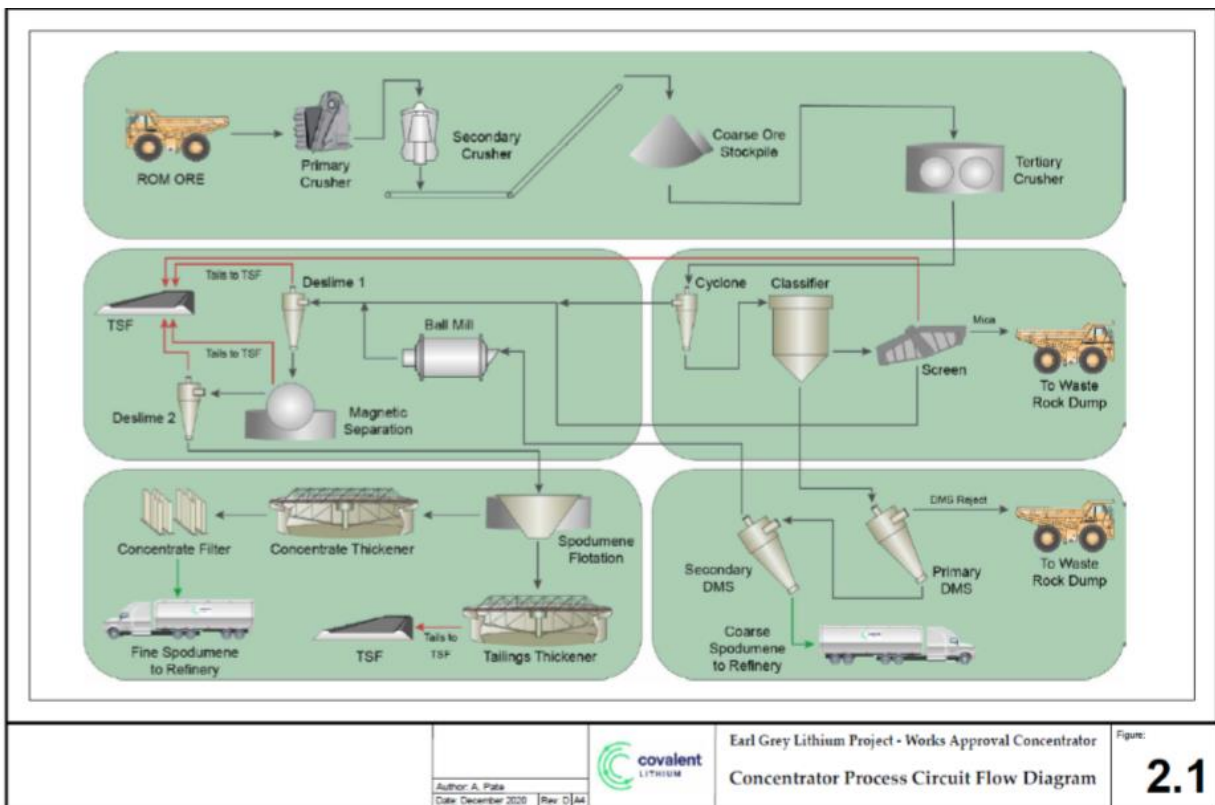 ROM ORE
Primary
Crusher
Secondary
Crusher
Coarse Ore
Stockpile
Tertiary
Crusher
Tails to TSF
Deslime 1
TSF
Ball Mill
Tails to TSF
Deslime 2
Magnetic
Separation
Cyclone
Classifier
Mica
Screen
To Waste
Rock Dump
Concentrate Filter
Concentrate Thickener
Spodumene
Flotation
Fine Spodumene
to Refinery
TSF
Tails to
TSF
Tailings Thickener
Secondary
DMS
Primary
DMS
DMS Reject
To Waste
Rock Dump
Coarse
Spodumene
to Refinery
Author: A. Pata
Date: December 2020 Rev: D A4
covalent
LITHIUM
Earl Grey Lithium Project - Works Approval Concentrator
Concentrator Process Circuit Flow Diagram
Figure:
2.1